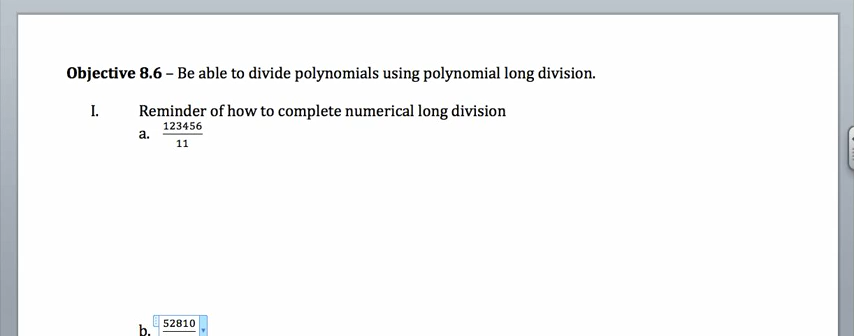 Objective 8.6 – Be able to divide polynomials using polynomial long division.
I. Reminder of how to complete numerical long division
a. 123456
11
b. 52810